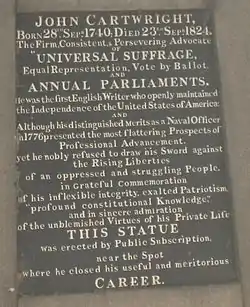 JOHN CARTWRIGHT,
BORN 28TH SEPT. 1740, DIED 23RD SEPT. 1824.
The Firm, Consistent & Persevering Advocate
OF
UNIVERSAL SUFFRAGE,
Equal Representation, Vote by Ballot.
AND
ANNUAL PARLIAMENTS.
He was the first English Writer who openly maintained
the Independence of the United States of America:
AND
Although his distinguished Merits as a Naval Officer
in 1776 presented the most flattering Prospects of
Professional Advancement,
yet he nobly refused to draw his Sword against
the Rising Liberties
of an oppressed and struggling People.
in Grateful Commemoration
of his inflexible integrity, exalted Patriotism,
"profound constitutional Knowledge,"
and in sincere admiration
of the unblemished Virtues of his Private Life
THIS STATUE
was erected by Public Subscription,
near the Spot
where he closed his useful and meritorious
CAREER.